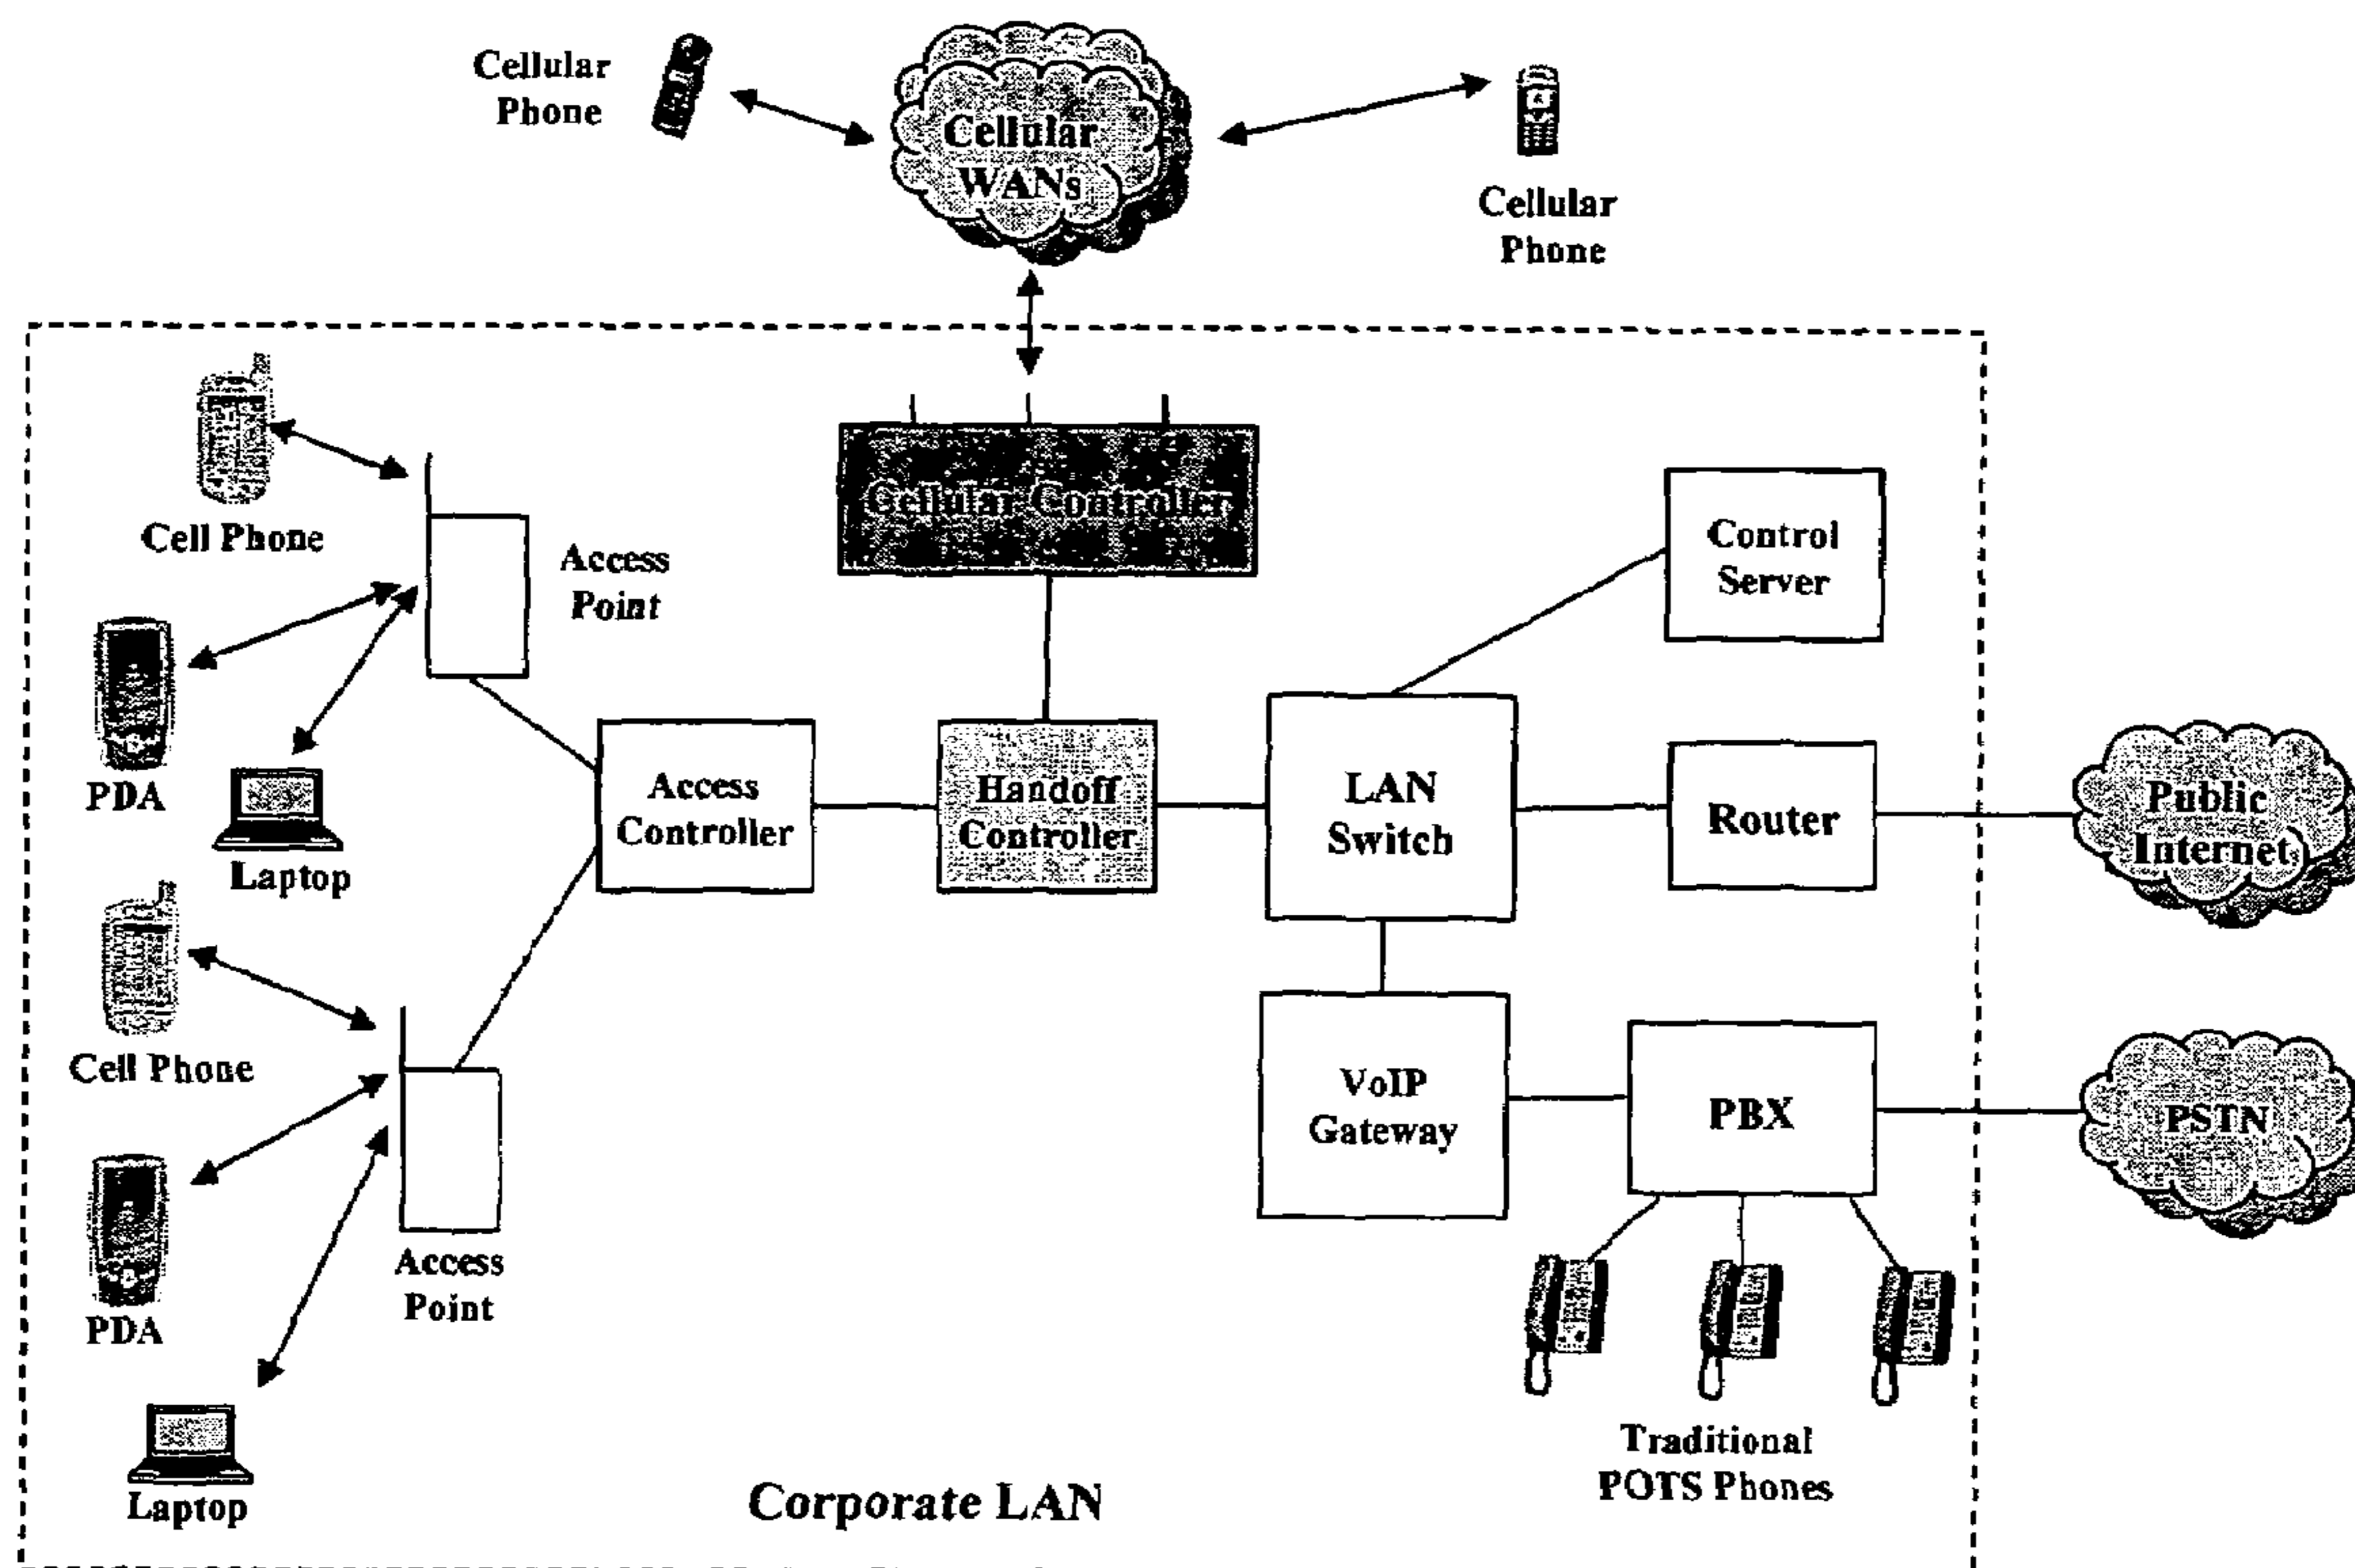 Cellular
Phone
Cellular
WANs
Cellular
Phone
Cell Phone
Access
Point
Cellular Controller
Control
Server
PDA
Laptop
Access
Controller
Handoff
Controller
LAN
Switch
Router
Public
Internet
Cell Phone
VoIP
Gateway
PBX
PSTN
PDA
Access
Point
Laptop
Traditional
POTS Phones
Corporate LAN